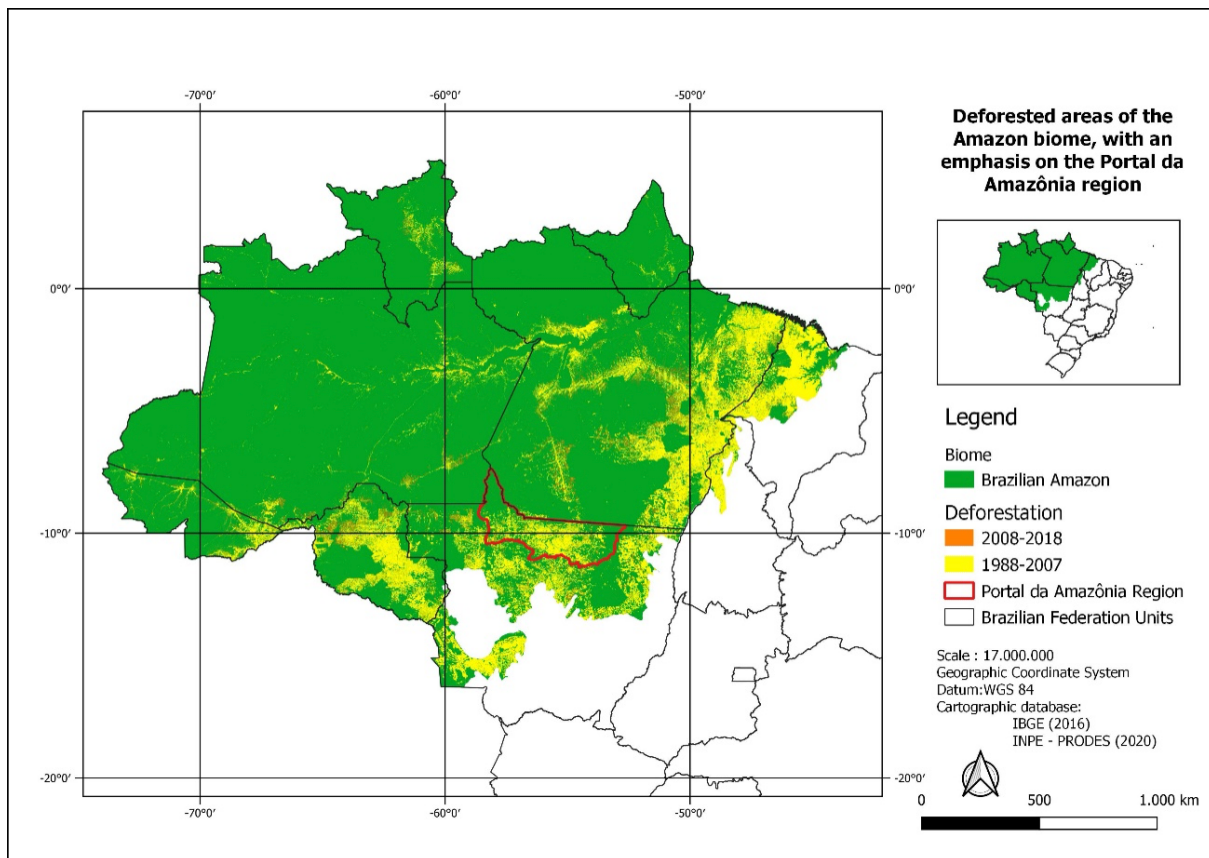 -70°0′ -60°0′ -50°0′
0°0′ 0°0′
-10°0′ -10°0′
-20°0′ -20°0′
-70°0′ -60°0′ -50°0′
Deforested areas of the
Amazon biome, with an
emphasis on the Portal da
Amazônia region
Legend
Biome
Brazilian Amazon
Deforestation
2008-2018
1988-2007
Portal da Amazônia Region
Brazilian Federation Units
Scale : 17.000.000
Geographic Coordinate System
Datum:WGS 84
Cartographic database:
IBGE (2016)
INPE - PRODES (2020)
0 500 1.000 km